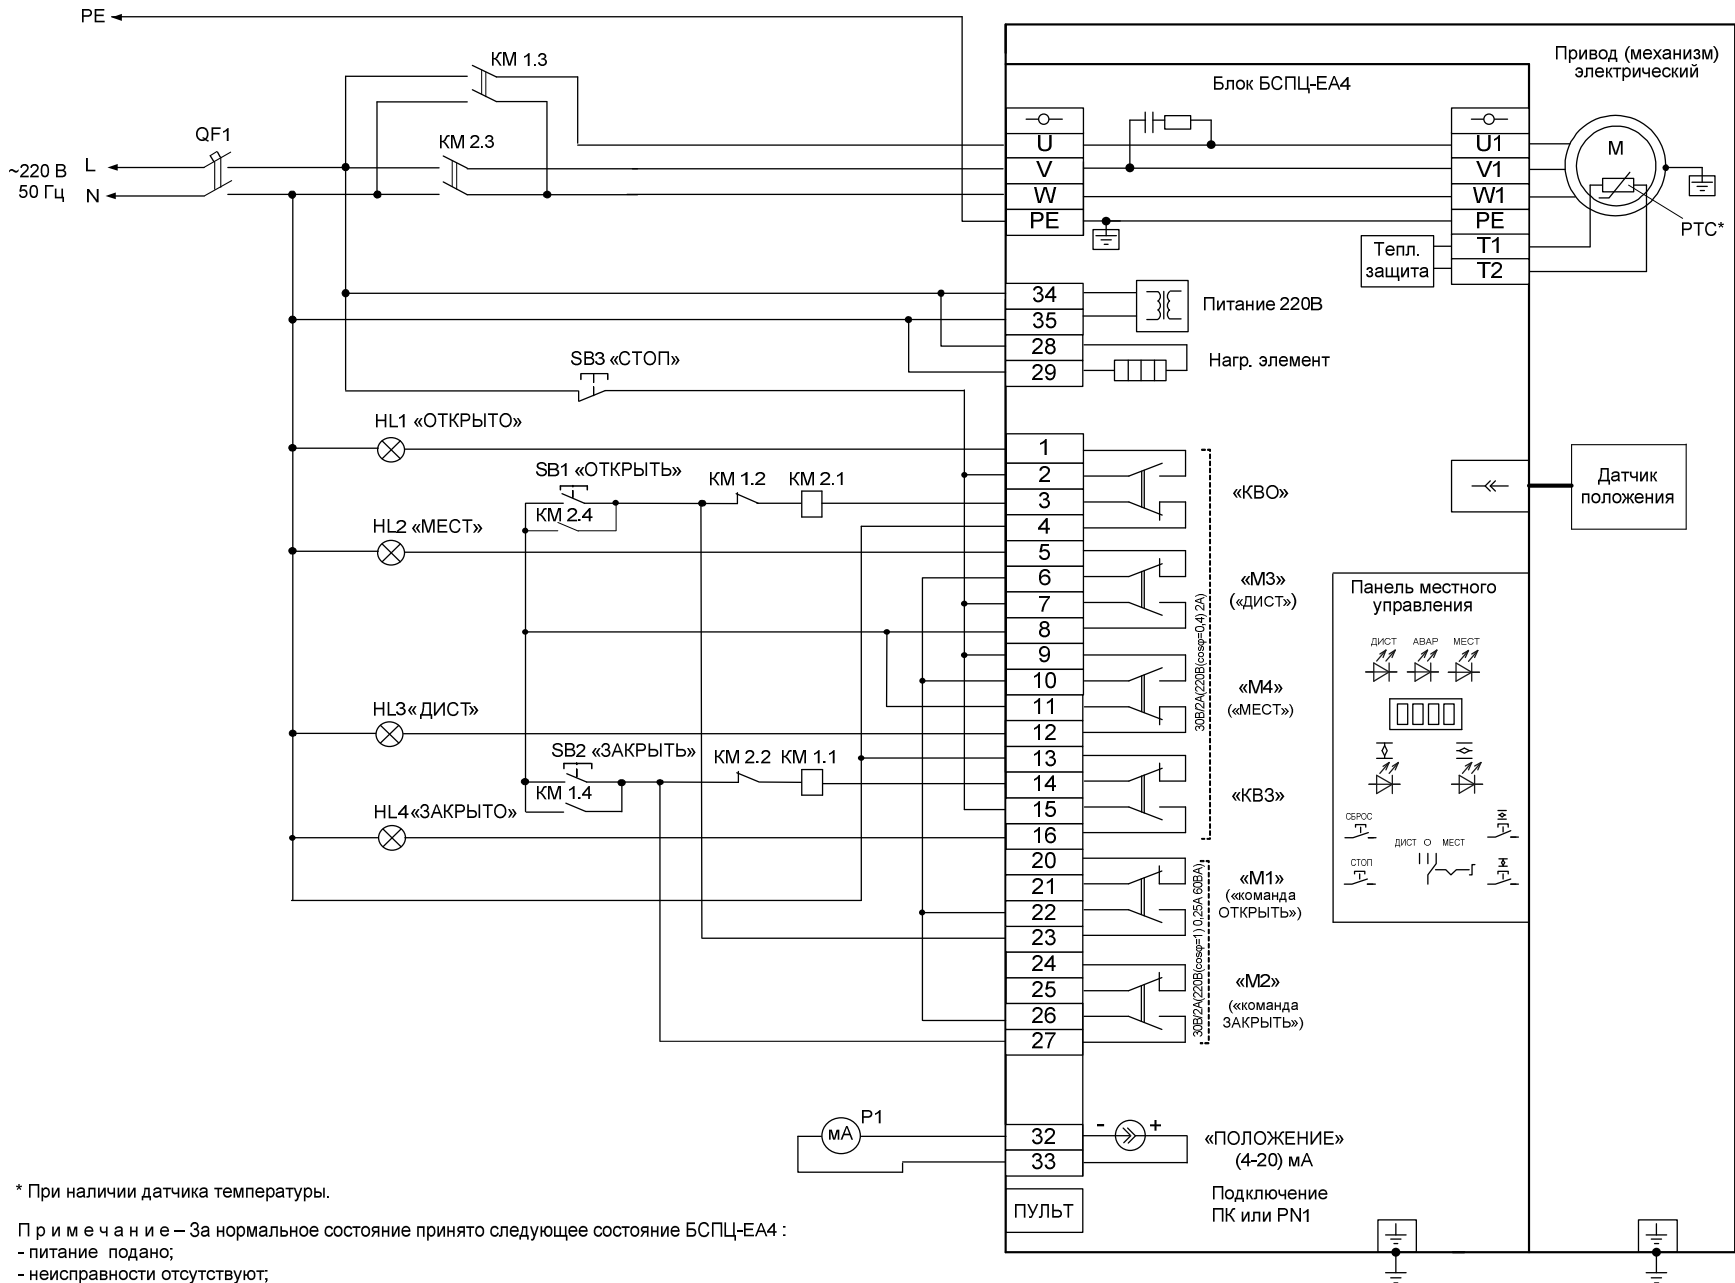 PE
КМ 1.3
Привод (механизм)
электрический
Блок БСПЦ-ЕА4
QF1
КМ 2.3
~220 В
50 Гц
L
N
U
V
W
PE
U1
V1
W1
PE
T1
T2
M
РТС*
Тепл.
защита
34
35
28
29
Питание 220В
Нагр. элемент
SB3 «СТОП»
HL1 «ОТКРЫТО»
SB1 «ОТКРЫТЬ»
КМ 1.2
КМ 2.1
КМ 2.4
HL2 «МЕСТ»
HL3«ДИСТ»
SB2 «ЗАКРЫТЬ»
КМ 2.2
КМ 1.1
КМ 1.4
HL4«ЗАКРЫТО»
1
2
3
4
5
6
7
8
9
10
11
12
13
14
15
16
20
21
22
23
24
25
26
27
«КВО»
«М3»
(«ДИСТ»)
«М4»
(«МЕСТ»)
«КВЗ»
30В/2А(220В(cosφ=0,4) 2А)
«М1»
(«команда
ОТКРЫТЬ»)
«М2»
(«команда
ЗАКРЫТЬ»)
30В/2А(220В(cosφ=1) 0,25А 60ВА)
Датчик
положения
Панель местного
управления
ДИСТ
АВАР
МЕСТ
СБРОС
СТОП
ДИСТ О МЕСТ
P1
мА
32
33
- +
«ПОЛОЖЕНИЕ»
(4-20) мА
ПУЛЬТ
Подключение
ПК или PN1
* При наличии датчика температуры.
П р и м е ч а н и е – За нормальное состояние принято следующее состояние БСПЦ-ЕА4 :
- питание подано;
- неисправности отсутствуют;